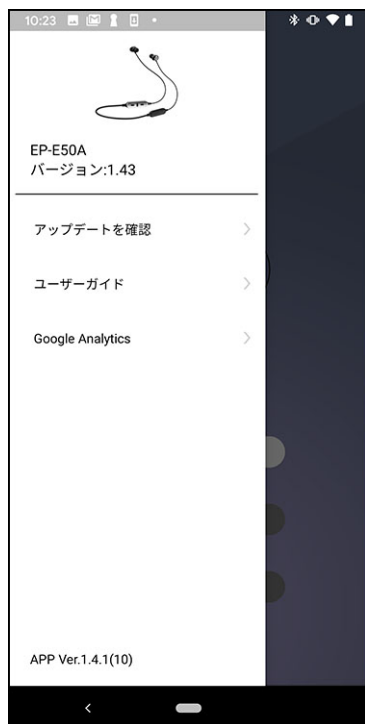 10:23
EP-E50A
バージョン:1.43
アップデートを確認
ユーザーガイド
Google Analytics
APP Ver.1.4.1(10)